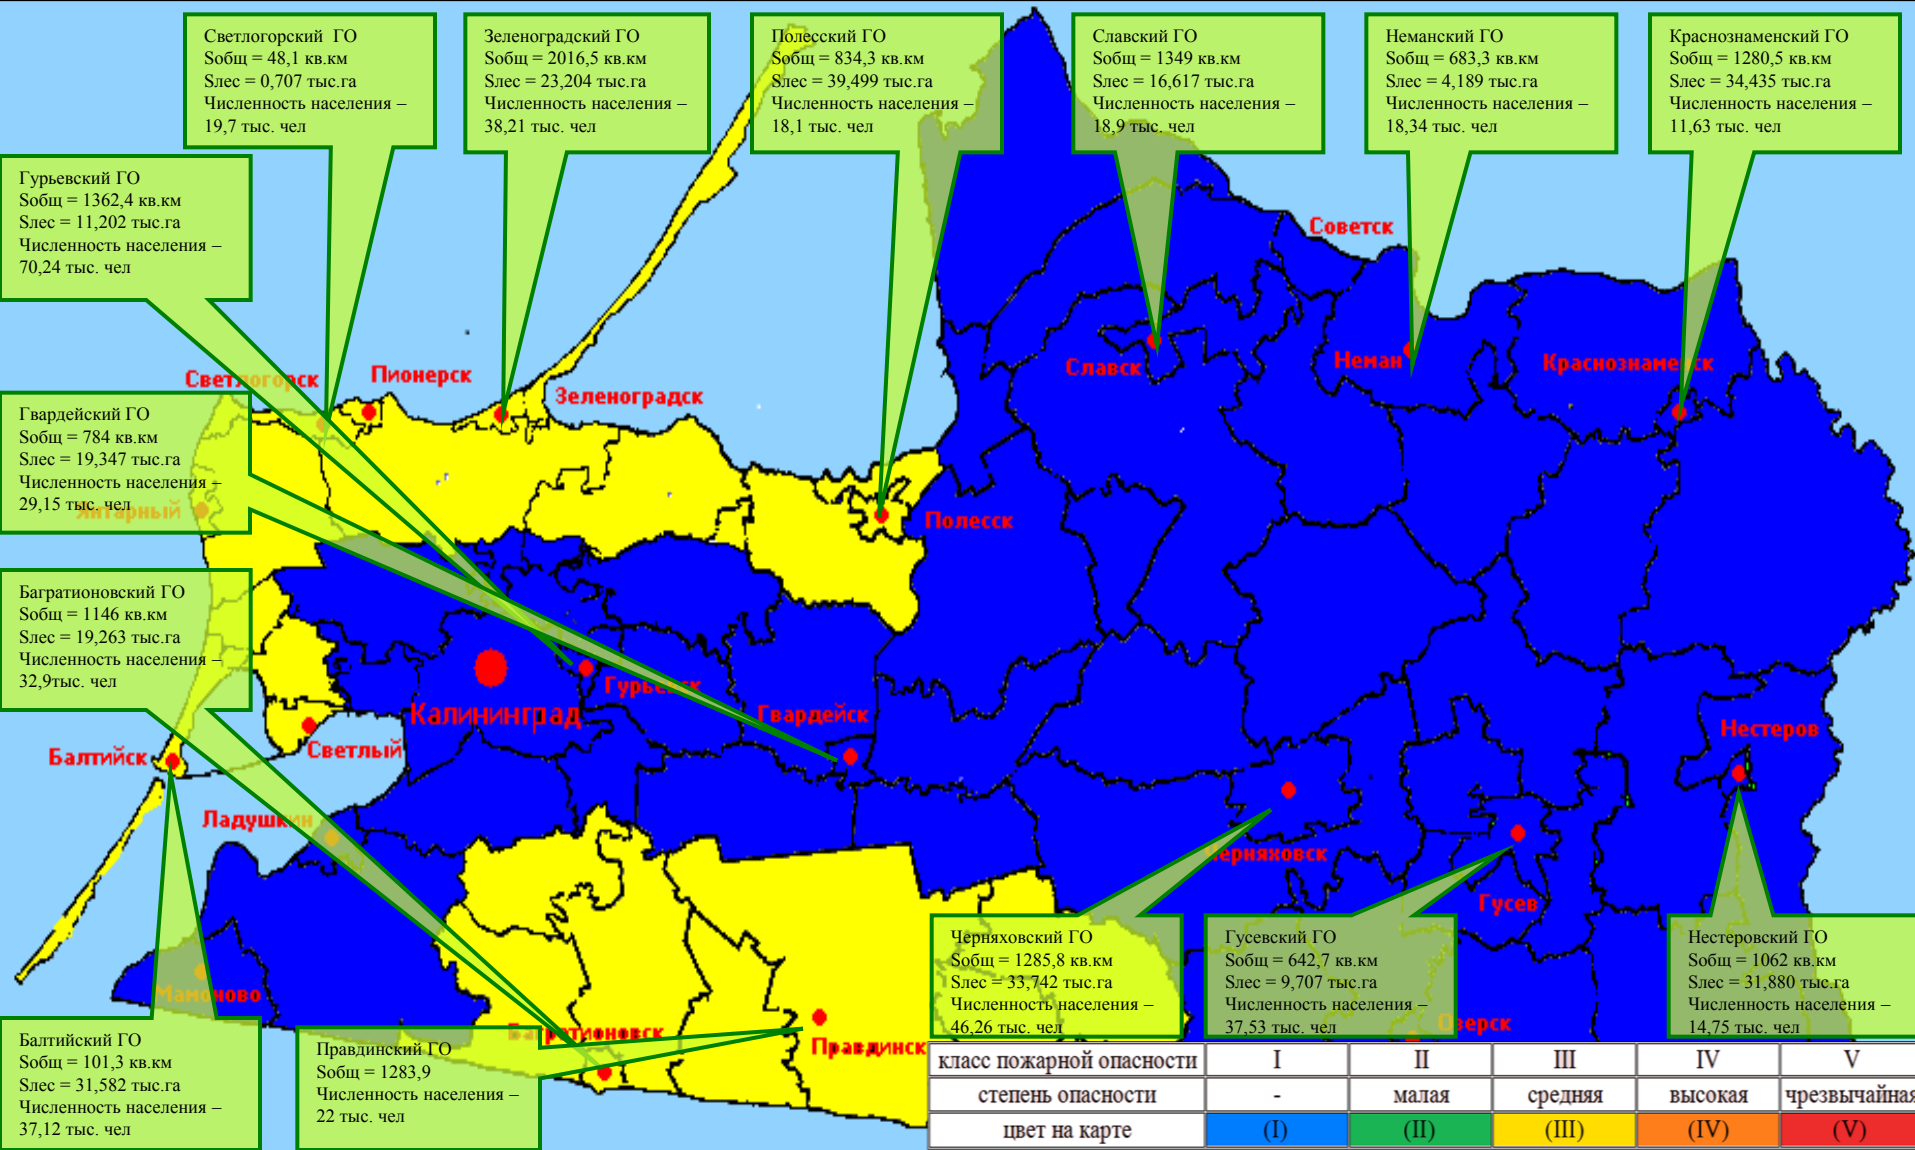 Светлогорский ГО
Sобщ = 48,1 кв.км
Sлес = 0,707 тыс.га
Численность населения –
19,7 тыс. чел
Зеленоградский ГО
Sобщ = 2016,5 кв.км
Sлес = 23,204 тыс.га
Численность населения –
38,21 тыс. чел
Полесский ГО
Sобщ = 834,3 кв.км
Sлес = 39,499 тыс.га
Численность населения –
18,1 тыс. чел
Славский ГО
Sобщ = 1349 кв.км
Sлес = 16,617 тыс.га
Численность населения –
18,9 тыс. чел
Неманский ГО
Sобщ = 683,3 кв.км
Sлес = 4,189 тыс.га
Численность населения –
18,34 тыс. чел
Краснознаменский ГО
Sобщ = 1280,5 кв.км
Sлес = 34,435 тыс.га
Численность населения –
11,63 тыс. чел
Гурьевский ГО
Sобщ = 1362,4 кв.км
Sлес = 11,202 тыс.га
Численность населения –
70,24 тыс. чел
Советск
Светлогорск
Пионерск
Зеленоградск
Славск
Неман
Краснознаменск
Гвардейский ГО
Sобщ = 784 кв.км
Sлес = 19,347 тыс.га
Численность населения –
29,15 тыс. чел
Янтарный
Полесск
Багратионовский ГО
Sобщ = 1146 кв.км
Sлес = 19,263 тыс.га
Численность населения –
32,9тыс. чел
Гурьевск
Калининград
Гвардейск
Нестеров
Балтийск
Светлый
Ладушкин
Черняховск
Гусев
Мамоново
Багратионовск
Правдинск
Озерск
Черняховский ГО
Sобщ = 1285,8 кв.км
Sлес = 33,742 тыс.га
Численность населения –
46,26 тыс. чел
Гусевский ГО
Sобщ = 642,7 кв.км
Sлес = 9,707 тыс.га
Численность населения –
37,53 тыс. чел
Нестеровский ГО
Sобщ = 1062 кв.км
Sлес = 31,880 тыс.га
Численность населения –
14,75 тыс. чел
Балтийский ГО
Sобщ = 101,3 кв.км
Sлес = 31,582 тыс.га
Численность населения –
37,12 тыс. чел
Правдинский ГО
Sобщ = 1283,9
Численность населения –
22 тыс. чел
класс пожарной опасности I II III IV V
степень опасности - малая средняя высокая чрезвычайная
цвет на карте (I) (II) (III) (IV) (V)